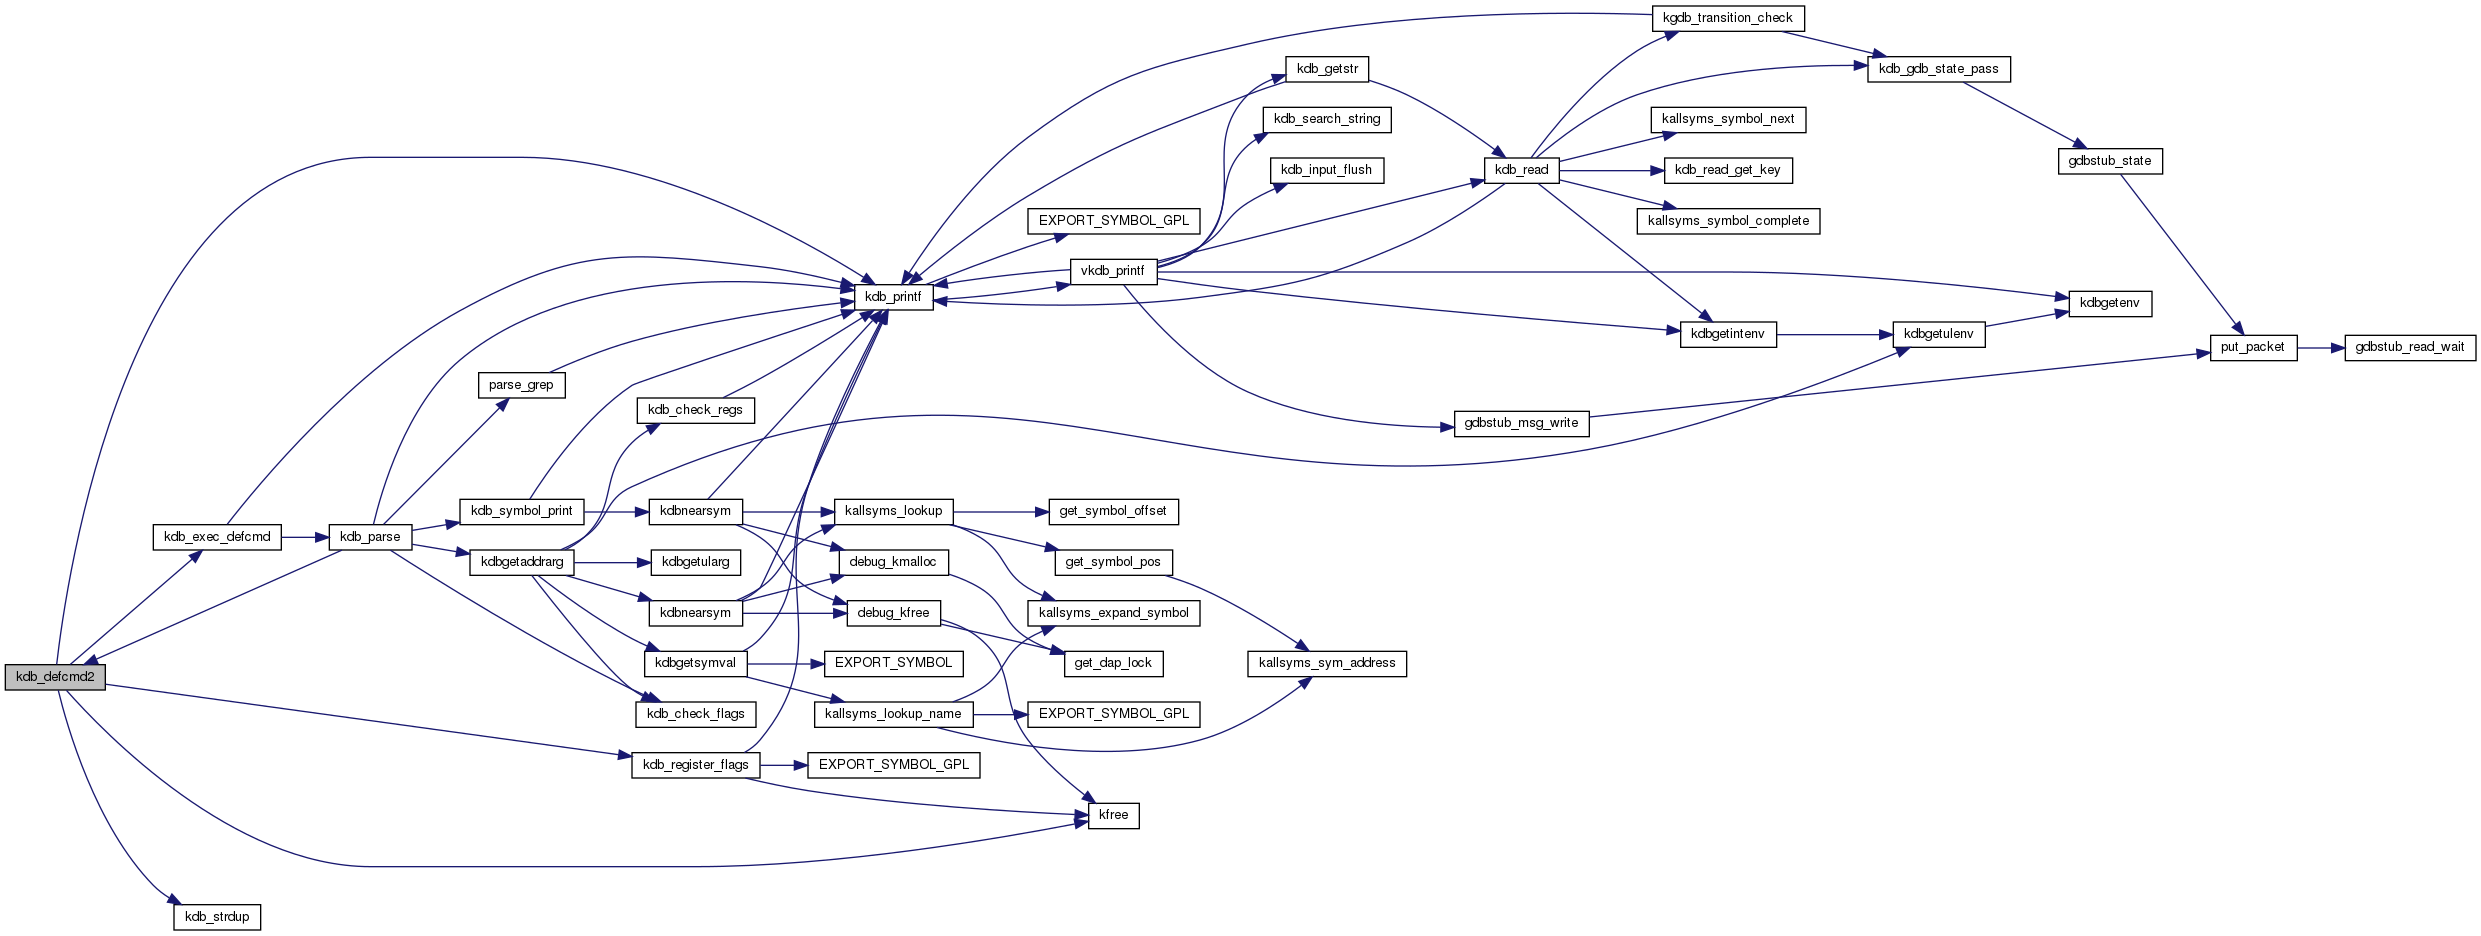 kgdb_transition_check
kdb_getstr
kdb_gdb_state_pass
kdb_search_string
kallsyms_symbol_next
gdbstub_state
kdb_input_flush
kdb_read
kdb_read_get_key
EXPORT_SYMBOL_GPL
kallsyms_symbol_complete
vkdb_printf
kdb_printf
kdbgetenv
kdbgetintenv
kdbgetulenv
put_packet
gdbstub_read_wait
parse_grep
kdb_check_regs
gdbstub_msg_write
kdb_symbol_print
kdbnearsym
kallsyms_lookup
get_symbol_offset
kdb_exec_defcmd
kdb_parse
kdbgetaddrarg
kdbgetularg
debug_kmalloc
get_symbol_pos
kdbnearsym
debug_kfree
kallsyms_expand_symbol
kdb_defcmd2
kdbgetsymval
EXPORT_SYMBOL
get_dap_lock
kallsyms_sym_address
kdb_check_flags
kallsyms_lookup_name
EXPORT_SYMBOL_GPL
kdb_register_flags
EXPORT_SYMBOL_GPL
kfree
kdb_strdup